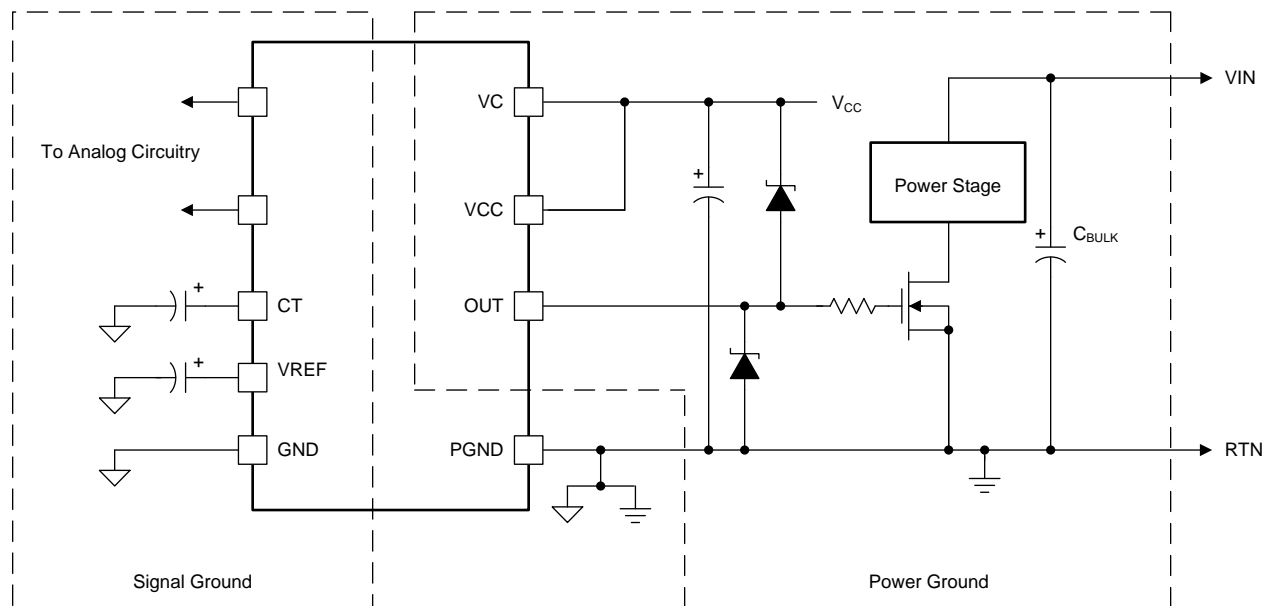 VC
VIN
V_CC
To Analog Circuitry
Power Stage
+
VCC
+
C_BULK
+
CT
OUT
+
VREF
GND
PGND
RTN
Signal Ground
Power Ground